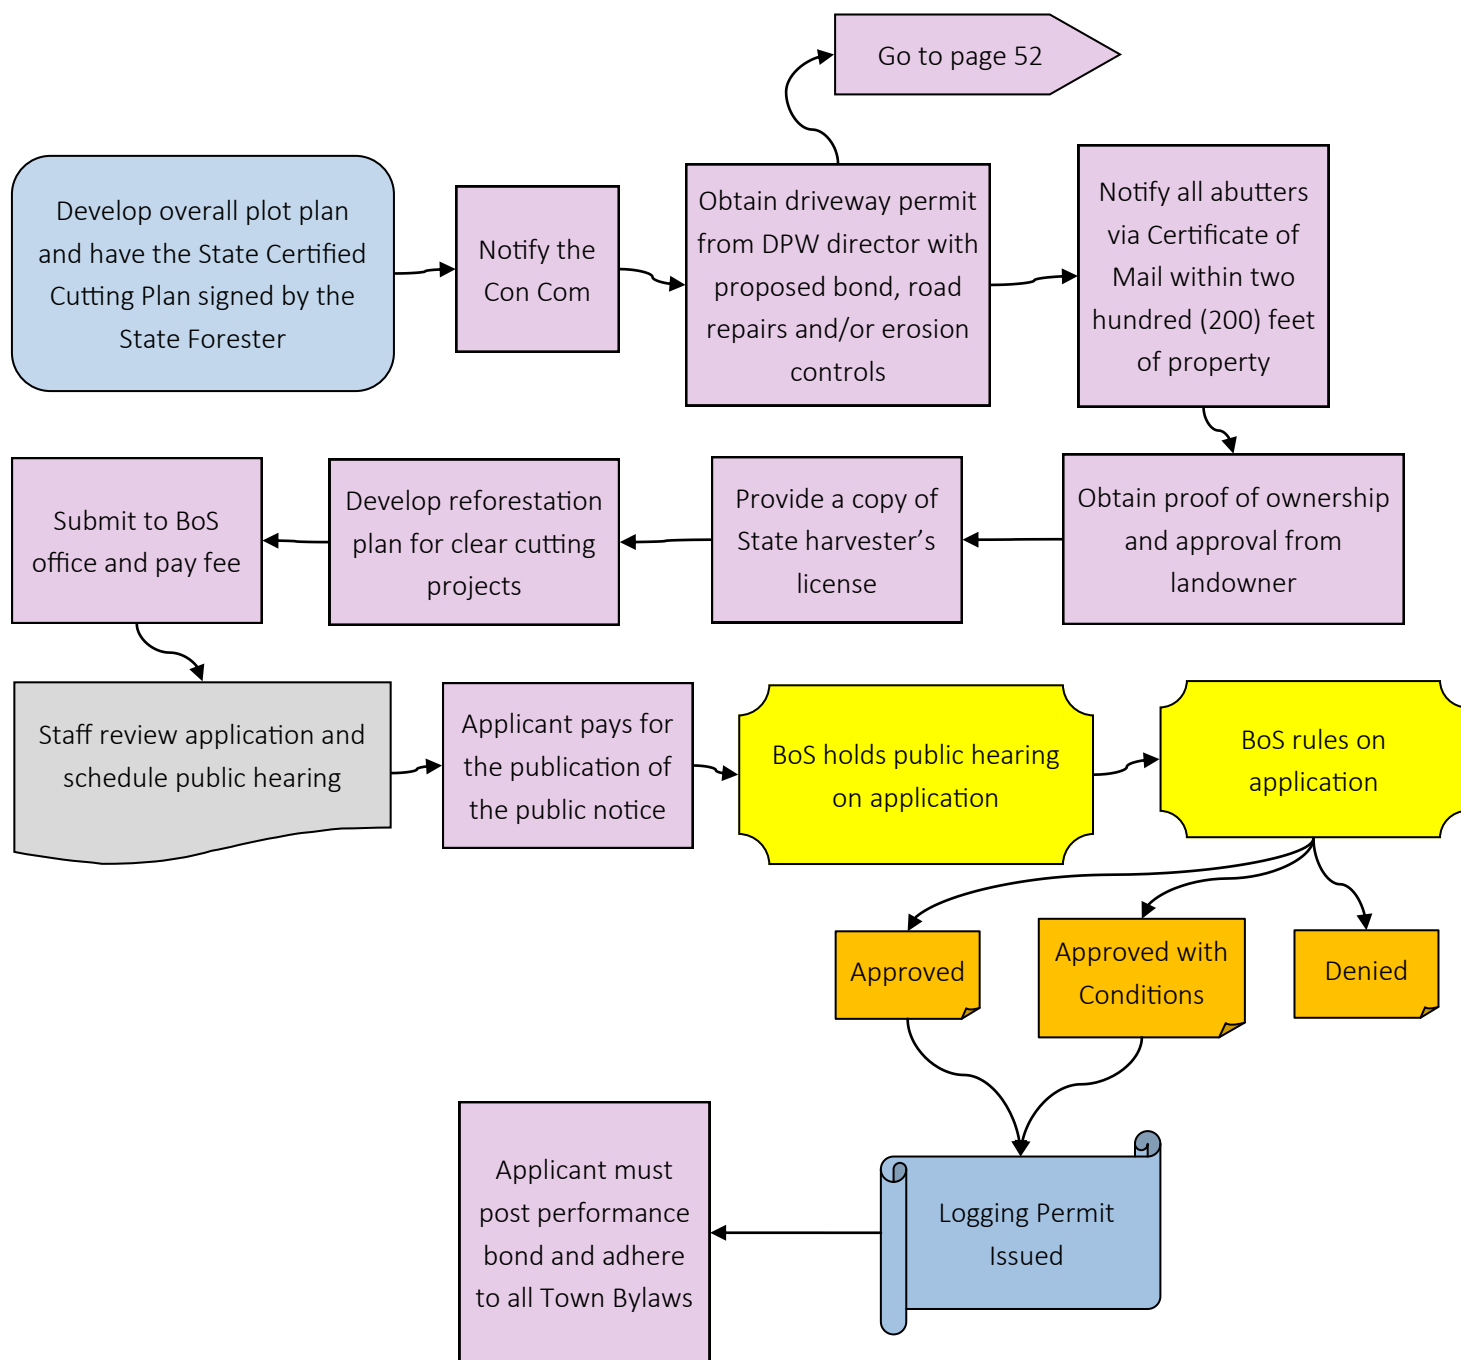 Go to page 52
Develop overall plot plan
and have the State Certified
Cutting Plan signed by the
State Forester
Notify the
Con Com
Obtain driveway permit
from DPW director with
proposed bond, road
repairs and/or erosion
controls
Notify all abutters
via Certificate of
Mail within two
hundred (200) feet
of property
Obtain proof of ownership
and approval from
landowner
Provide a copy of
State harvester’s
license
Develop reforestation
plan for clear cutting
projects
Submit to BoS
office and pay fee
Staff review application and
schedule public hearing
Applicant pays for
the publication of
the public notice
BoS holds public hearing
on application
BoS rules on
application
Approved
Approved with
Conditions
Denied
Logging Permit
Issued
Applicant must
post performance
bond and adhere
to all Town Bylaws